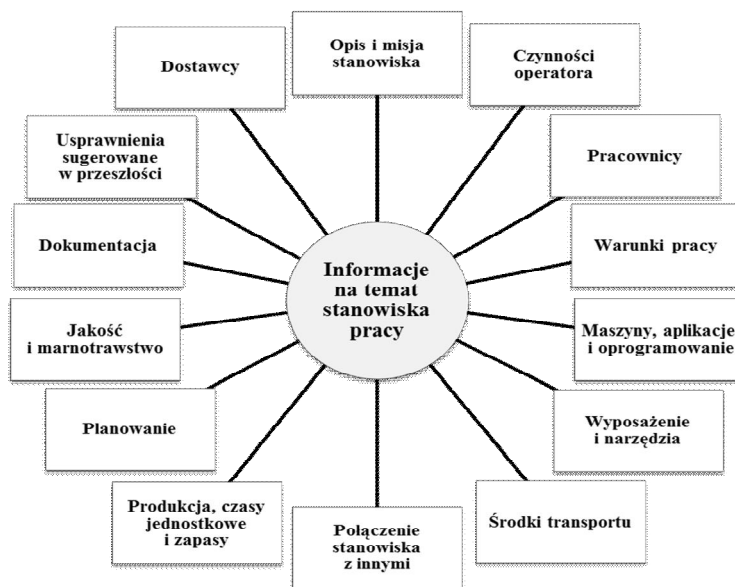 Opis i misja
stanowiska
Czynności
operatora
Pracownicy
Warunki pracy
Maszyny, aplikacje
i oprogramowanie
Wyposażenie
i narzędzia
Środki transportu
Połączenie
stanowiska
z innymi
Produkcja, czasy
jednostkowe
i zapasy
Planowanie
Jakość
i marnotrawstwo
Dokumentacja
Usprawnienia
sugerowane
w przeszłości
Dostawcy
Informacje
na temat
stanowiska
pracy